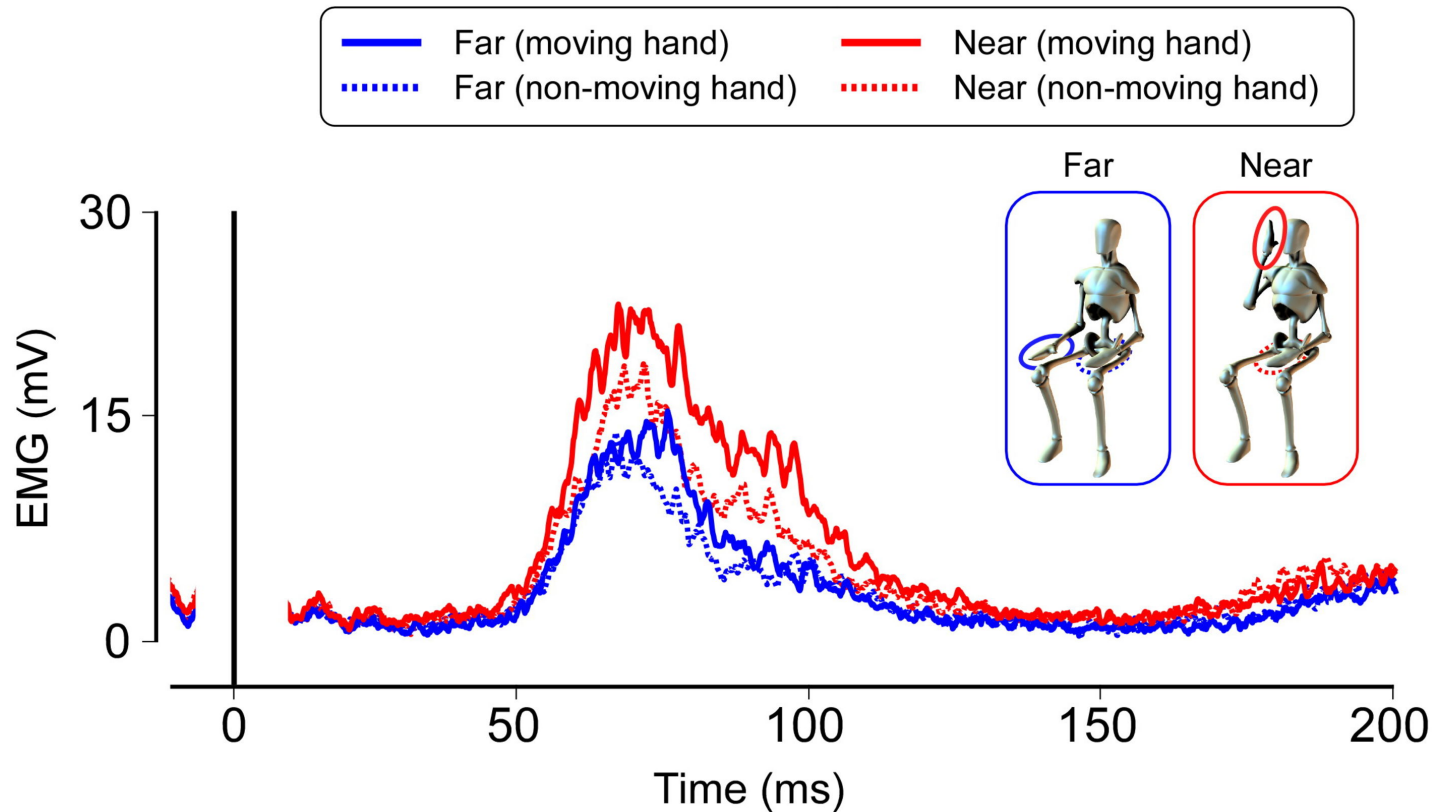 Far (moving hand)
Near (moving hand)
Far (non-moving hand)
Near (non-moving hand)
Far
Near
30
15
0
EMG (mV)
0
50
100
150
200
Time (ms)